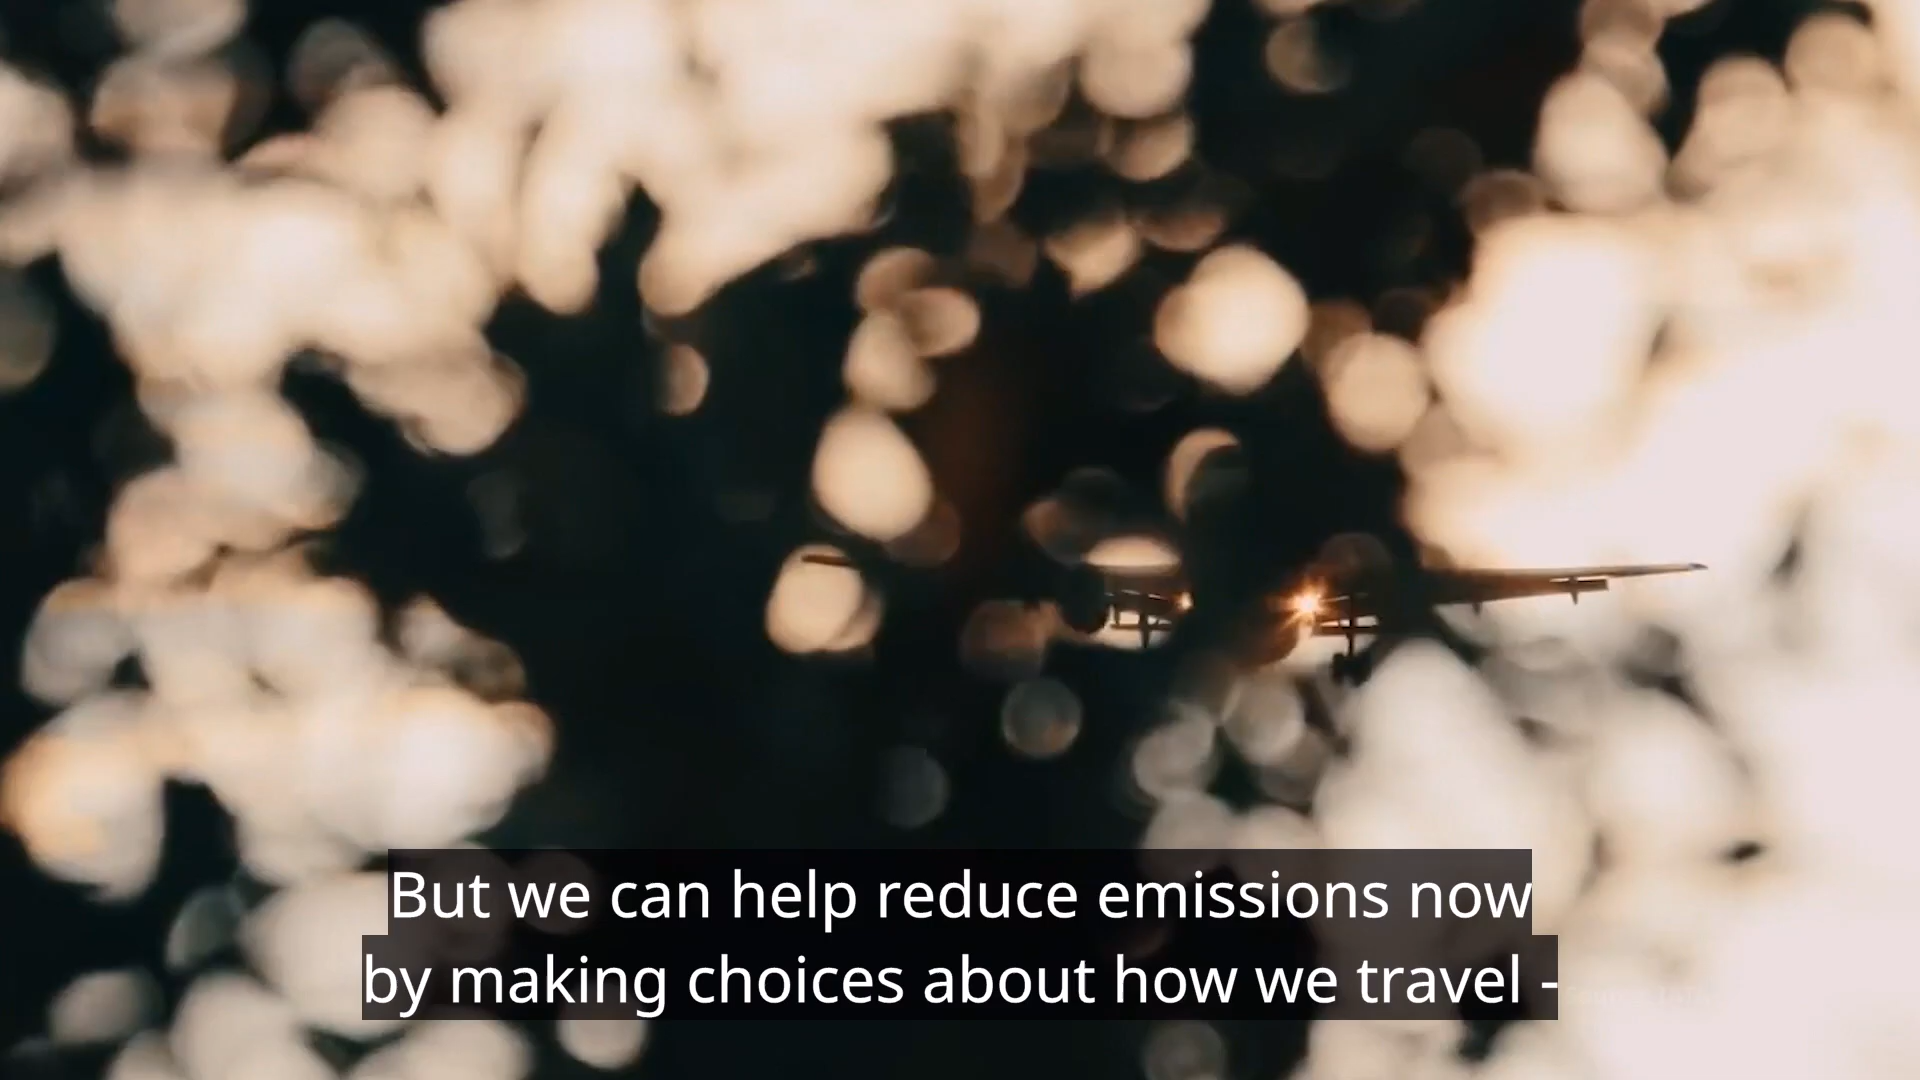 But we can help reduce emissions now
by making choices about how we travel -